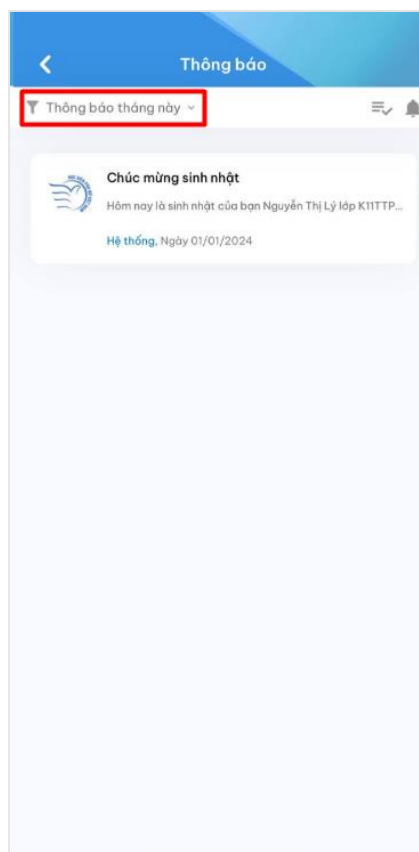 Thông báo
Thông báo tháng này
Chúc mừng sinh nhật
Hôm nay là sinh nhật của bạn Nguyễn Thị Lý lớp K11TTP...
Hệ thống, Ngày 01/01/2024